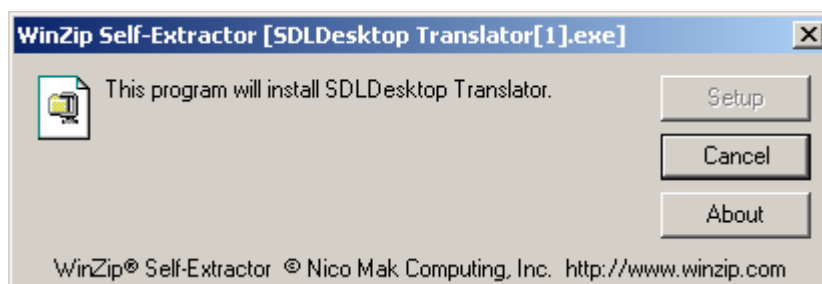 WinZip Self-Extractor [SDLDesktop Translator[1].exe]
This program will install SDLDesktop Translator.
Setup
Cancel
About
WinZip® Self-Extractor © Nico Mak Computing, Inc. http://www.winzip.com